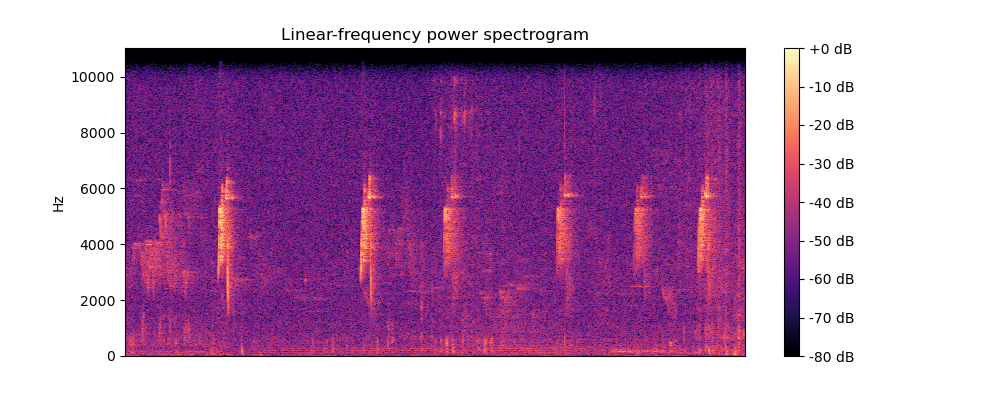 Linear-frequency power spectrogram
Hz
10000
8000
6000
4000
2000
0
+0 dB
-10 dB
-20 dB
-30 dB
-40 dB
-50 dB
-60 dB
-70 dB
-80 dB